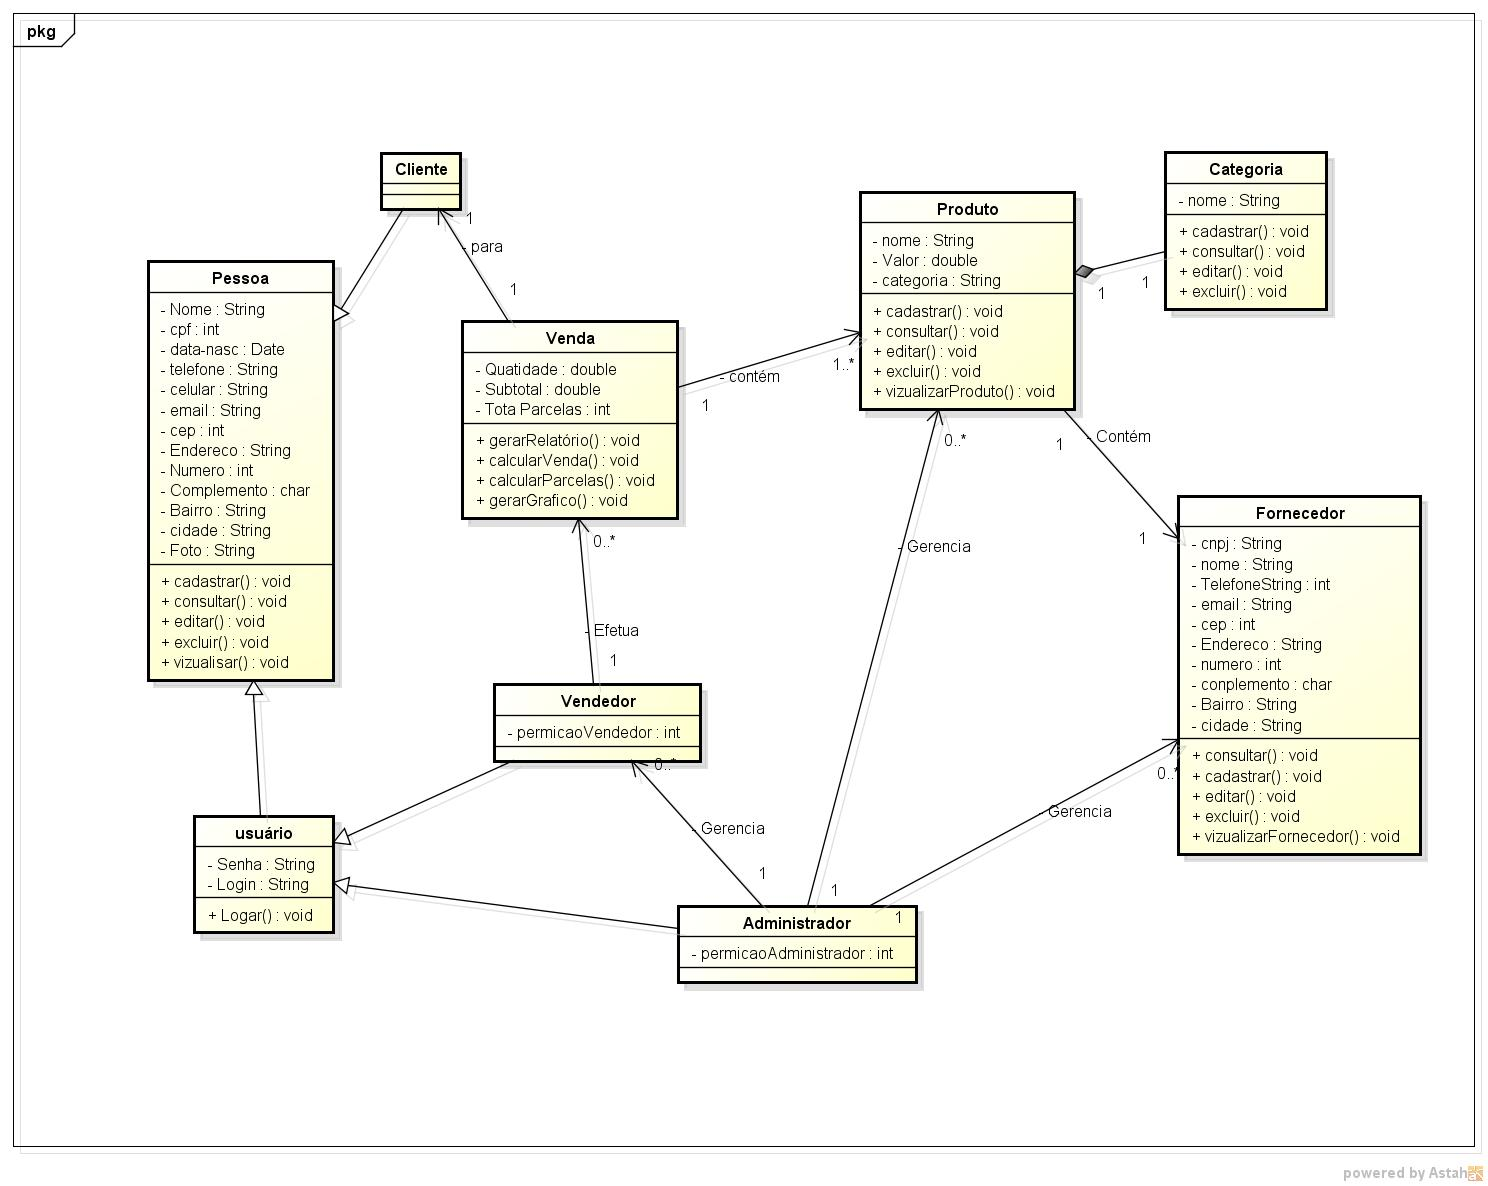 pkg
Cliente
1
- para
1
Pessoa
- Nome : String
- cpf : int
- data-nasc : Date
- telefone : String
- celular : String
- email : String
- cep : int
- Endereco : String
- Numero : int
- Complemento : char
- Bairro : String
- cidade : String
- Foto : String
+ cadastrar() : void
+ consultar() : void
+ editar() : void
+ excluir() : void
+ vizualisar() : void
Venda
- Quatidade : double
- Subtotal : double
- Tota Parcelas : int
+ gerarRelatório() : void
+ calcularVenda() : void
+ calcularParcelas() : void
+ gerarGrafico() : void
- contém
1
1..*
Produto
- nome : String
- Valor : double
- categoria : String
+ cadastrar() : void
+ consultar() : void
+ editar() : void
+ excluir() : void
+ vizualizarProduto() : void
1
1
Categoria
- nome : String
+ cadastrar() : void
+ consultar() : void
+ editar() : void
+ excluir() : void
0..*
1
- Contém
1
Fornecedor
- cnpj : String
- nome : String
- TelefoneString : int
- email : String
- cep : int
- Endereco : String
- numero : int
- conplemento : char
- Bairro : String
- cidade : String
+ consultar() : void
+ cadastrar() : void
+ editar() : void
+ excluir() : void
+ vizualizarFornecedor() : void
0..*
- Efetua
1
- Gerencia
Vendedor
- permicaoVendedor : int
0..*
- Gerencia
1
1
0..*
- Gerencia
1
usuário
- Senha : String
- Login : String
+ Logar() : void
Administrador
- permicaoAdministrador : int
powered by Astah